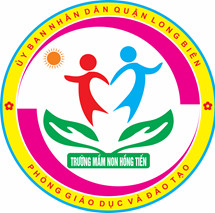 ỦY BAN NHÂN DÂN QUẬN LONG BIÊN
TRƯỜNG MẦM NON HỒNG TIẾN
PHÒNG GIÁO DỤC VÀ ĐÀO TẠO